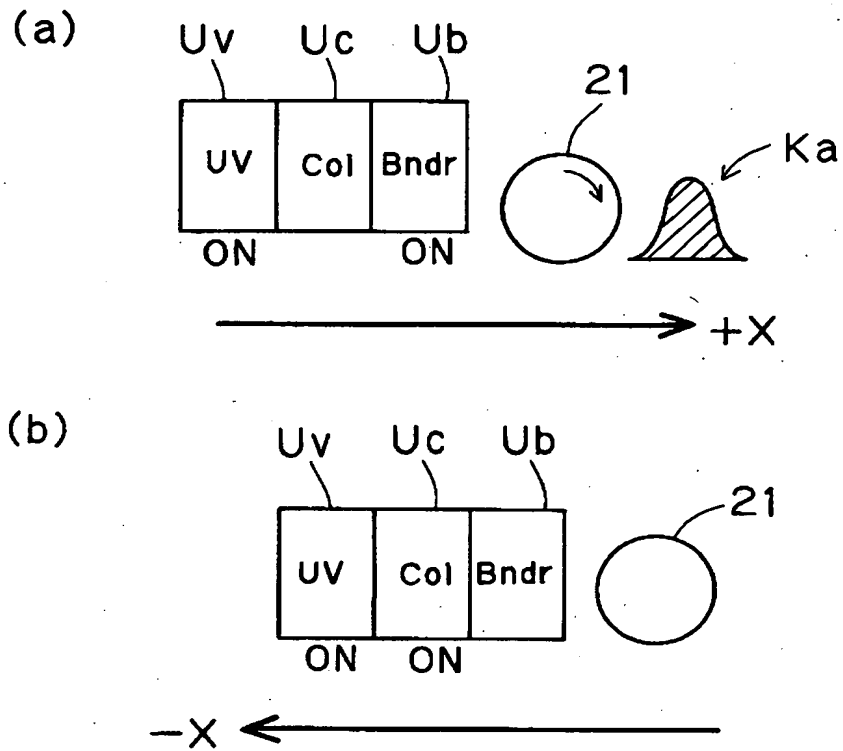 (a)
Uv Uc Ub
21
UV Col Bndr
Ka
ON ON
+X
(b)
Uv Uc Ub
21
UV Col Bndr
ON ON
-X